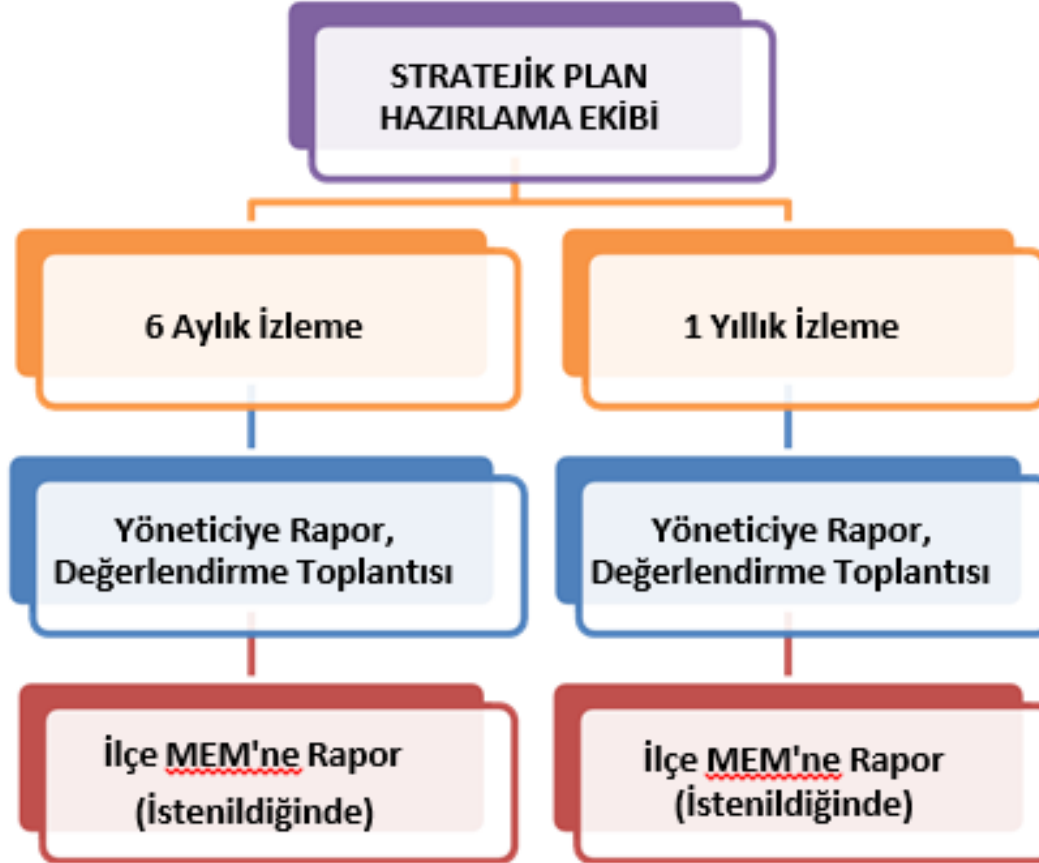 STRATEJİK PLAN
HAZIRLAMA EKİBİ
6 Aylık İzleme
1 Yıllık İzleme
Yöneticiye Rapor,
Değerlendirme Toplantısı
Yöneticiye Rapor,
Değerlendirme Toplantısı
İlçe MEM'ne Rapor
(İstenildiğinde)
İlçe MEM'ne Rapor
(İstenildiğinde)